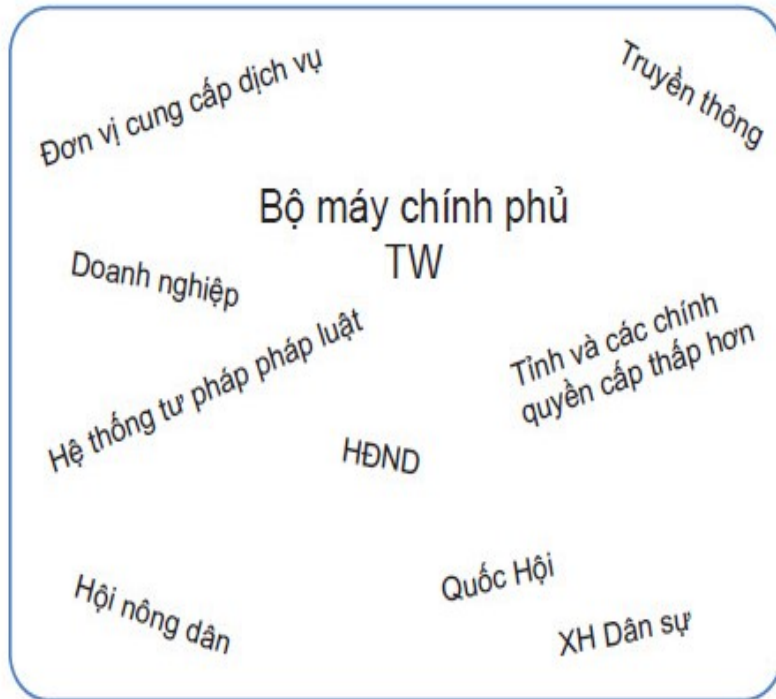 Đơn vị cung cấp dịch vụ
Truyền thông
Bộ máy chính phủ
TW
Doanh nghiệp
Tỉnh và các chính
quyền cấp thấp hơn
Hệ thống tư pháp pháp luật
HĐND
Quốc Hội
Hội nông dân
XH Dân sự